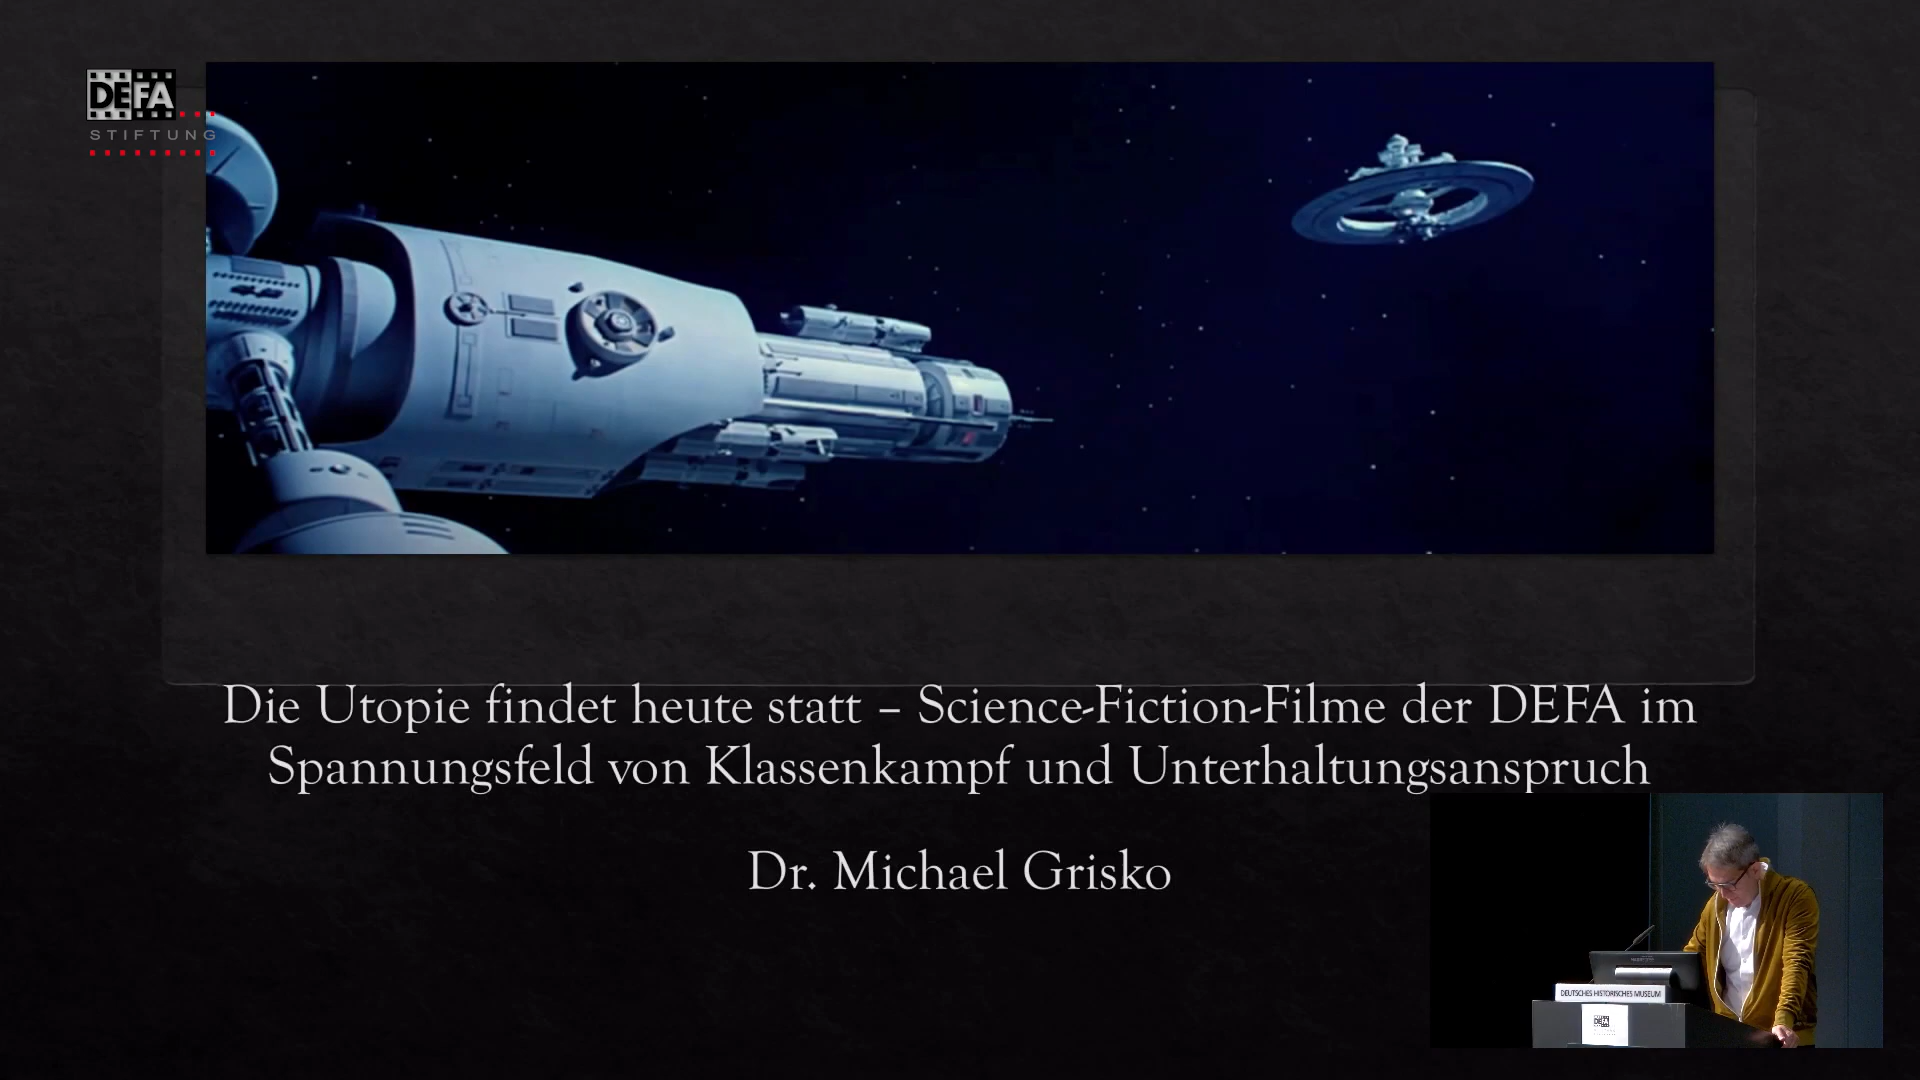 DEFA
STIFTUNG
Die Utopie findet heute statt – Science-Fiction-Filme der DEFA im
Spannungsfeld von Klassenkampf und Unterhaltungsanspruch
Dr. Michael Grisko
DEUTSCHES HISTORISCHES MUSEUM
DEFA